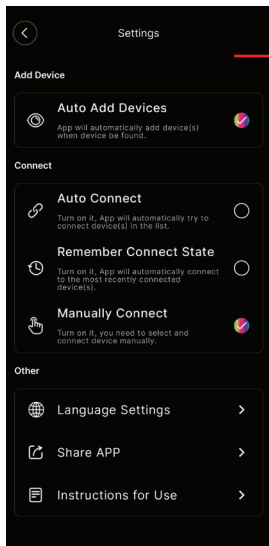 Settings
Add Device
Auto Add Devices
App will automatically add device(s)
when device be found.
Connect
Auto Connect
Turn on it, App will automatically try to
connect device(s) in the list.
Remember Connect State
Turn on it, App will automatically connect
to the most recently connected
device(s).
Manually Connect
Turn on it, you need to select and
connect device manually.
Other
Language Settings
Share APP
Instructions for Use